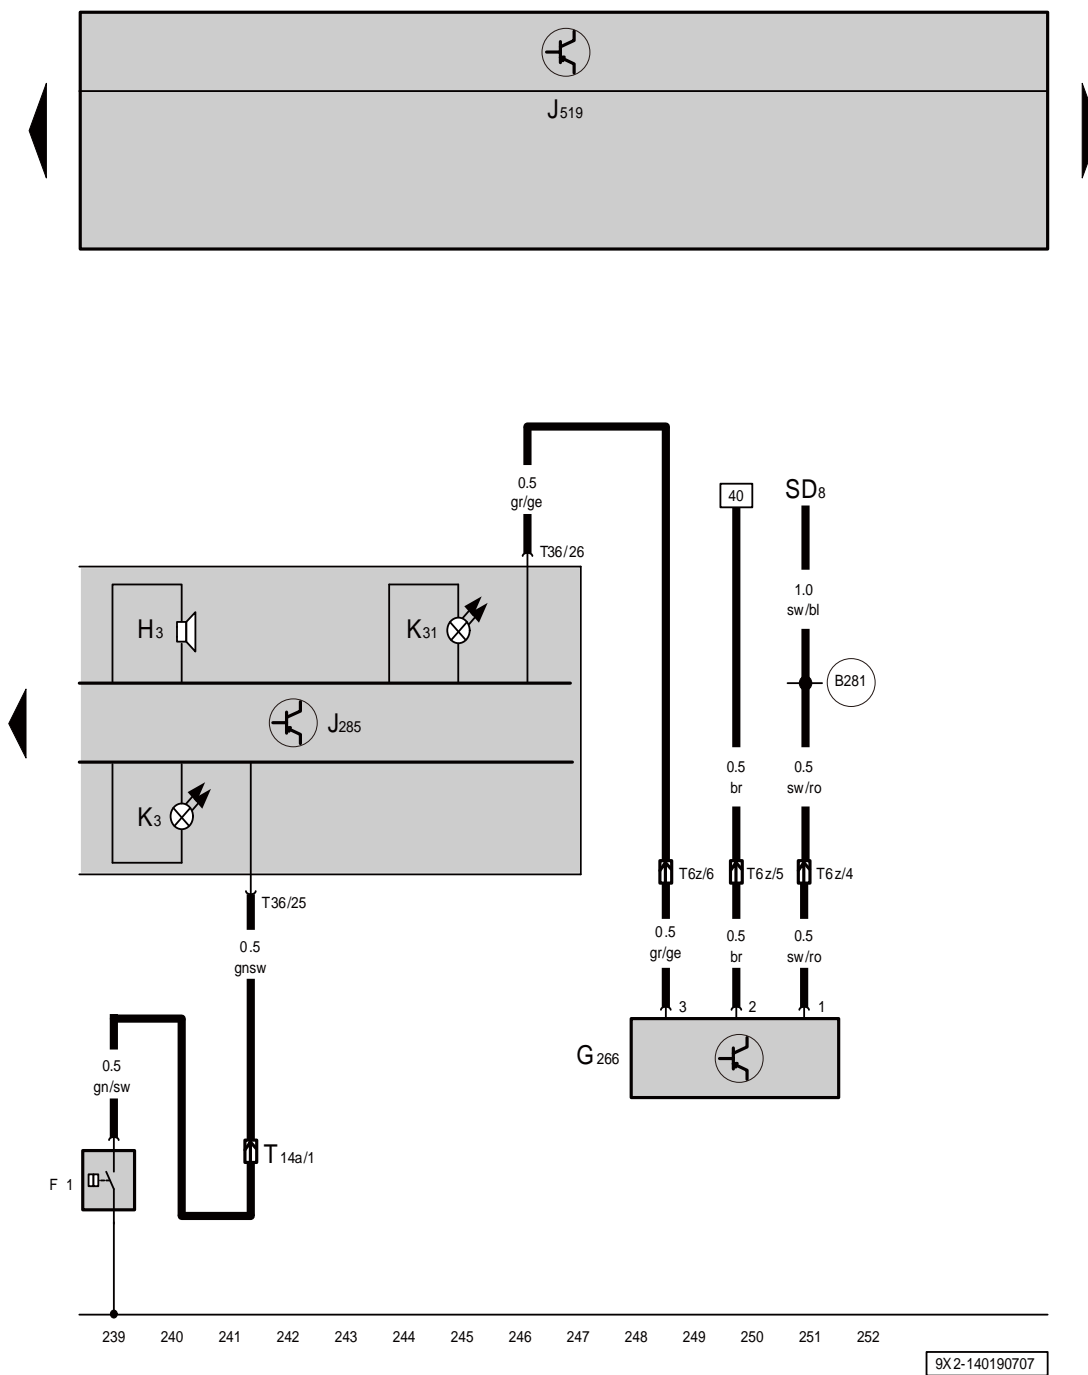 J519
0.5
gr/ge
T36/26
40
SD8
1.0
sw/bl
B281
H3
K31
J285
K3
0.5
br
0.5
sw/ro
T6z/6
T6z/5
T6z/4
T36/25
0.5
gnsw
0.5
gr/ge
0.5
br
0.5
sw/ro
3
2
1
G266
0.5
gn/sw
T14a/1
F 1
239 240 241 242 243 244 245 246 247 248 249 250 251 252
9X2-140190707